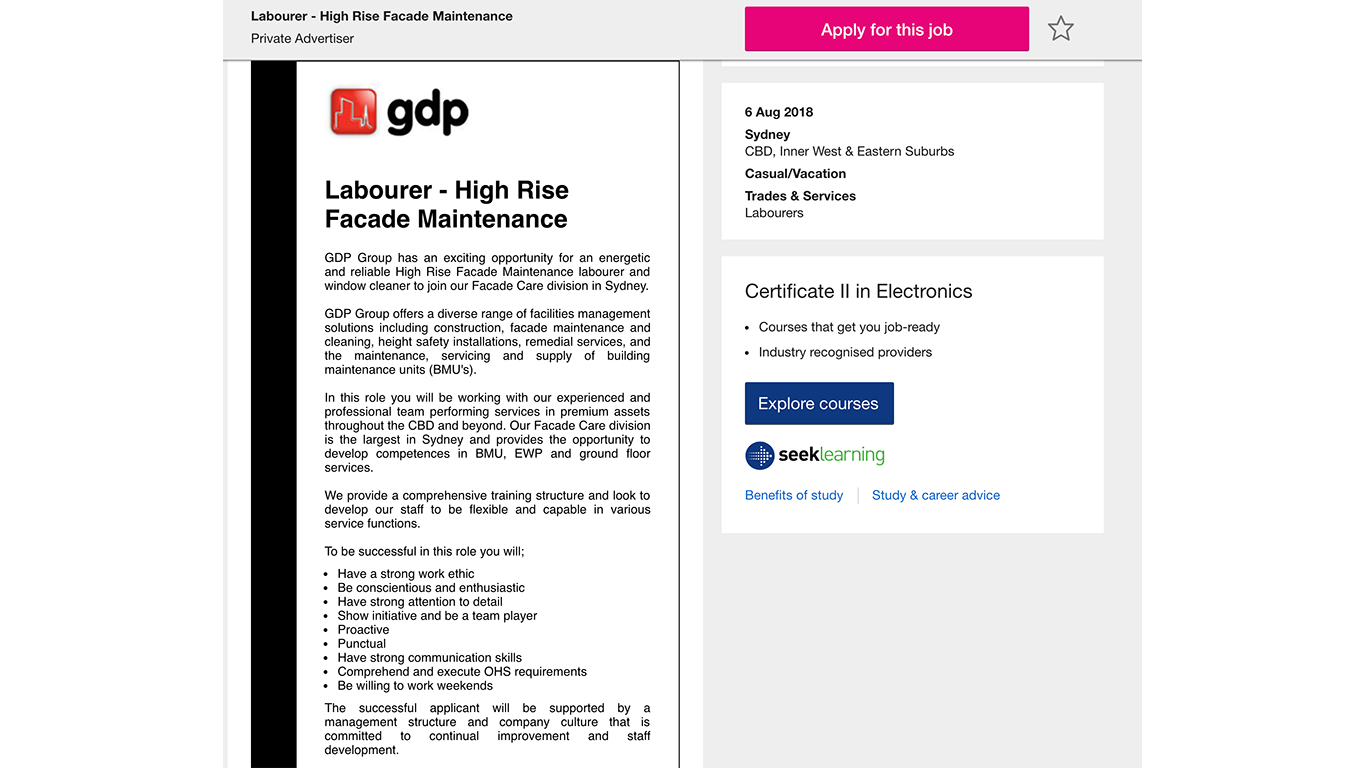 Labourer - High Rise Facade Maintenance
Private Advertiser
Apply for this job
gdp
Labourer - High Rise
Facade Maintenance
GDP Group has an exciting opportunity for an energetic
and reliable High Rise Facade Maintenance labourer and
window cleaner to join our Facade Care division in Sydney.
GDP Group offers a diverse range of facilities management
solutions including construction, facade maintenance and
cleaning, height safety installations, remedial services, and
the maintenance, servicing and supply of building
maintenance units (BMU's).
In this role you will be working with our experienced and
professional team performing services in premium assets
throughout the CBD and beyond. Our Facade Care division
is the largest in Sydney and provides the opportunity to
develop competences in BMU, EWP and ground floor
services.
We provide a comprehensive training structure and look to
develop our staff to be flexible and capable in various
service functions.
To be successful in this role you will;
• Have a strong work ethic
• Be conscientious and enthusiastic
• Have strong attention to detail
• Show initiative and be a team player
• Proactive
• Punctual
• Have strong communication skills
• Comprehend and execute OHS requirements
• Be willing to work weekends
The successful applicant will be supported by a
management structure and company culture that is
committed to continual improvement and staff
development.
6 Aug 2018
Sydney
CBD, Inner West & Eastern Suburbs
Casual/Vacation
Trades & Services
Labourers
Certificate II in Electronics
• Courses that get you job-ready
• Industry recognised providers
Explore courses
seeklearning
Benefits of study | Study & career advice